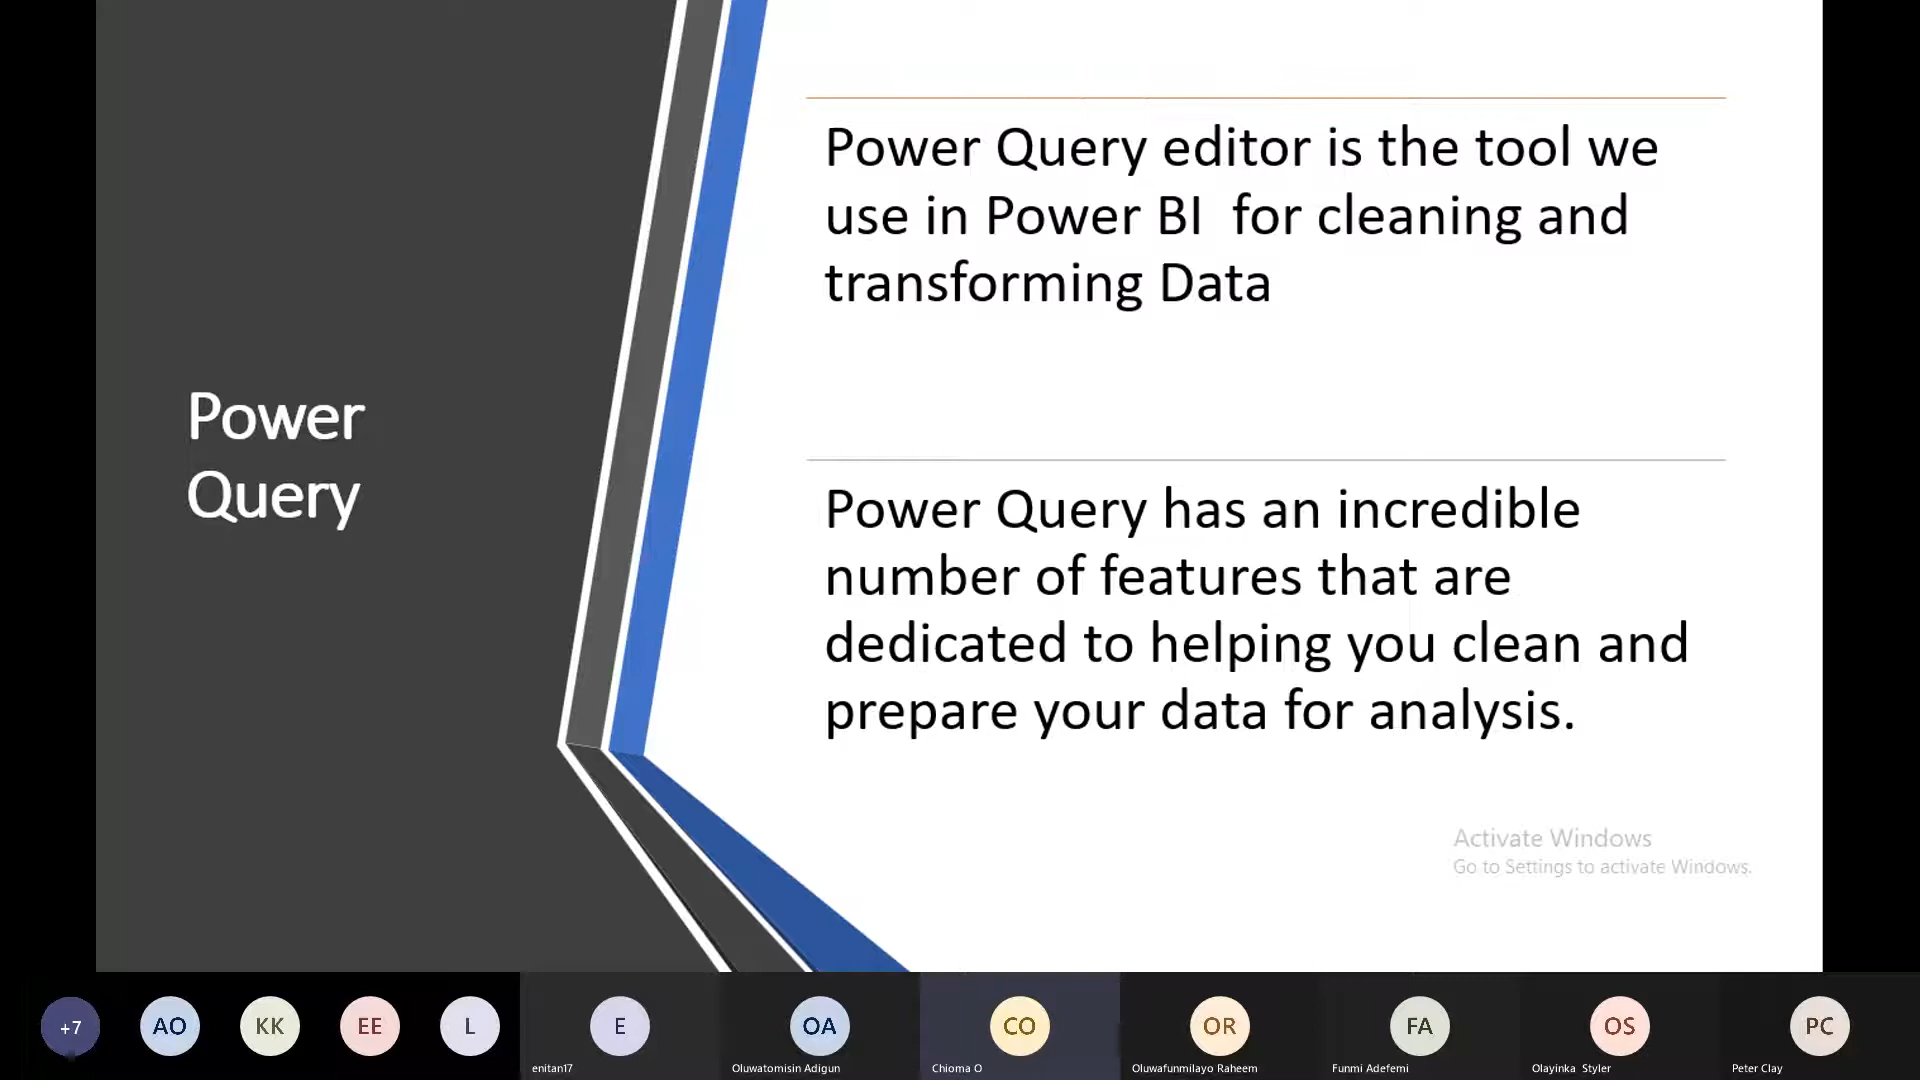 Power
Query
Power Query editor is the tool we
use in Power BI  for cleaning and
transforming Data
Power Query has an incredible
number of features that are
dedicated to helping you clean and
prepare your data for analysis.
Activate Windows
Go to Settings to activate Windows.
+7
AO
KK
EE
L
E
OA
CO
OR
FA
OS
PC
enitan17
Oluwatomisin Adigun
Chioma O
Oluwafunmilayo Raheem
Funmi Adefemi
Olayinka  Styler
Peter Clay